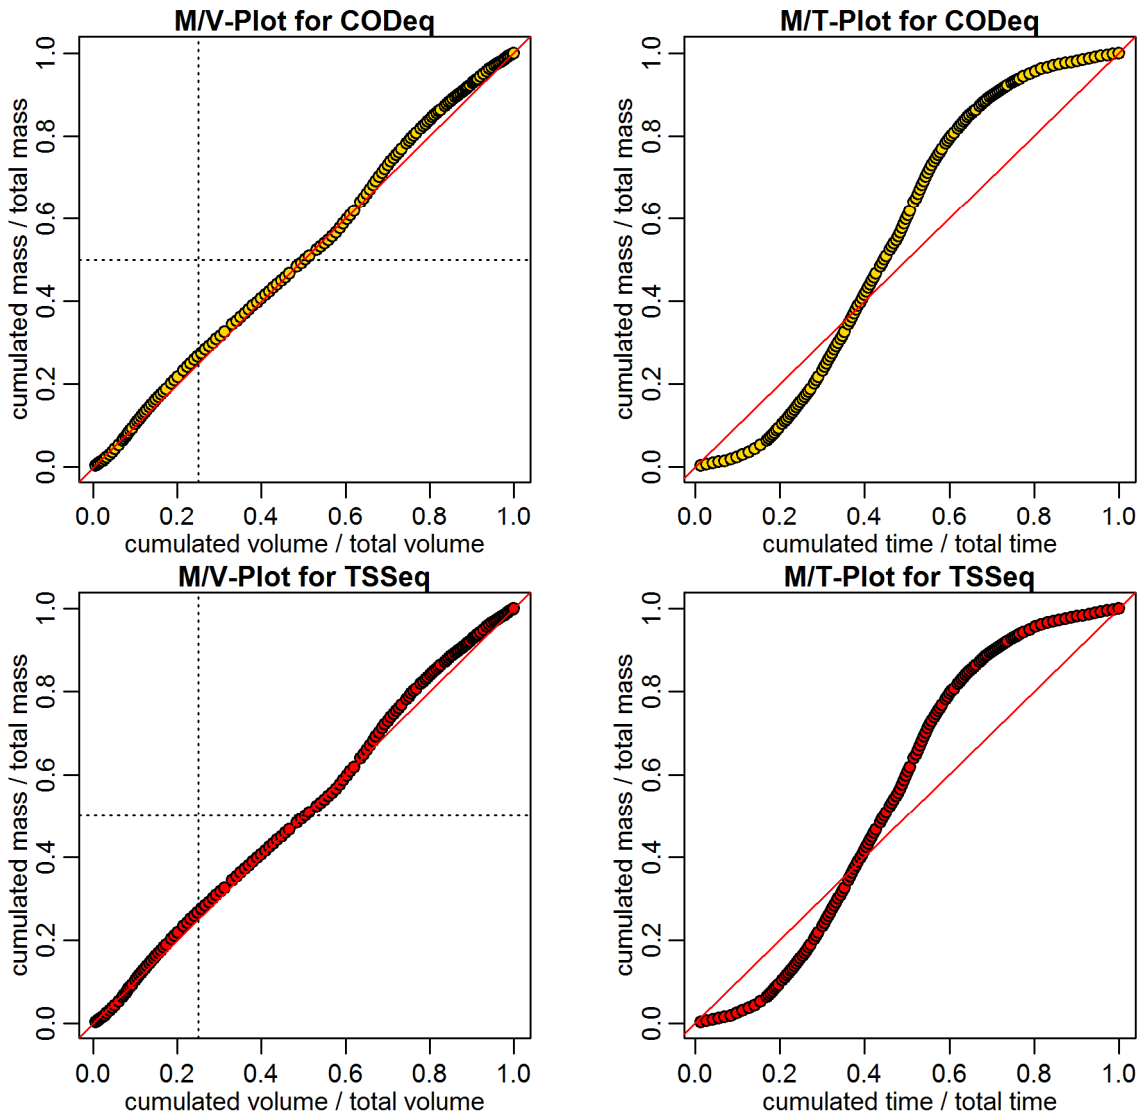 M/V-Plot for CODeq
cumulated mass / total mass
0.0 0.2 0.4 0.6 0.8 1.0
0.0 0.2 0.4 0.6 0.8 1.0
cumulated volume / total volume
M/T-Plot for CODeq
cumulated mass / total mass
0.0 0.2 0.4 0.6 0.8 1.0
0.0 0.2 0.4 0.6 0.8 1.0
cumulated time / total time
M/V-Plot for TSSeq
cumulated mass / total mass
0.0 0.2 0.4 0.6 0.8 1.0
0.0 0.2 0.4 0.6 0.8 1.0
cumulated volume / total volume
M/T-Plot for TSSeq
cumulated mass / total mass
0.0 0.2 0.4 0.6 0.8 1.0
0.0 0.2 0.4 0.6 0.8 1.0
cumulated time / total time